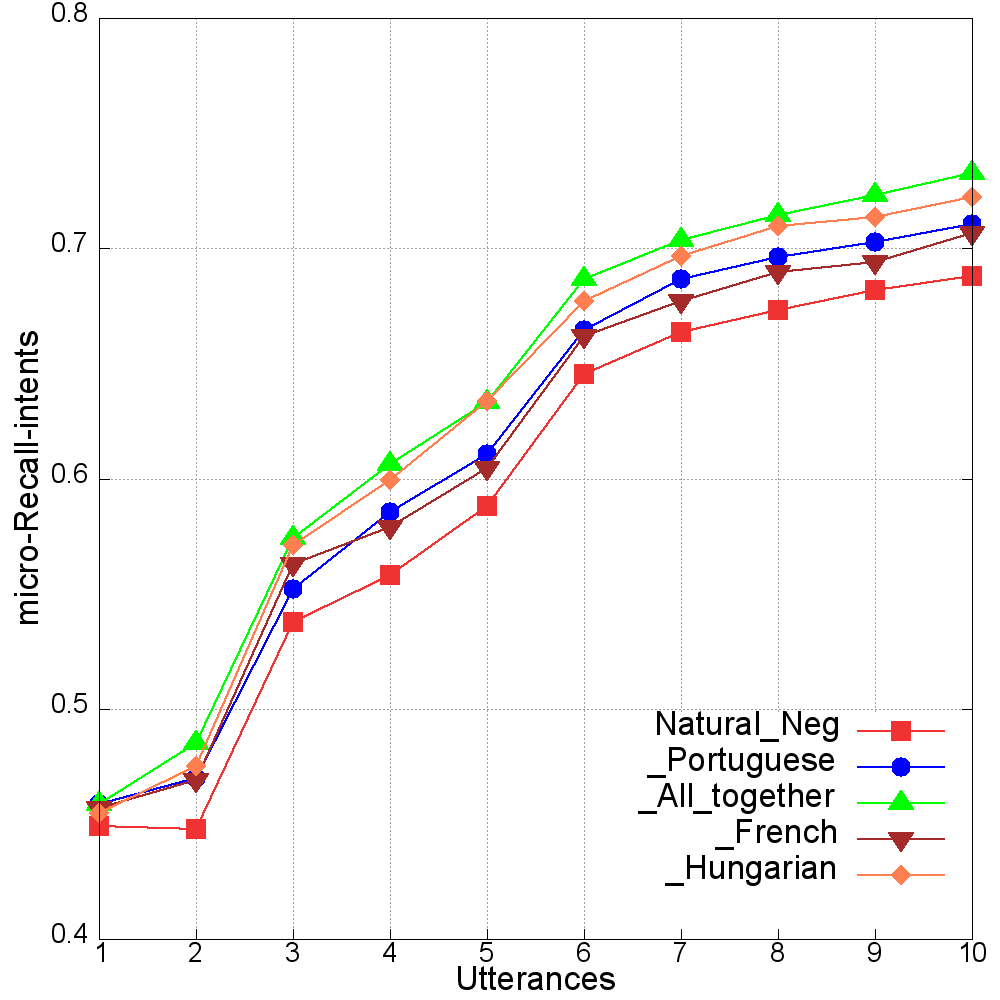 0.8
0.7
0.6
0.5
0.4
micro-Recall-intents
Natural_Neg
_Portuguese
_All_together
_French
_Hungarian
1 2 3 4 5 6 7 8 9 10
Utterances